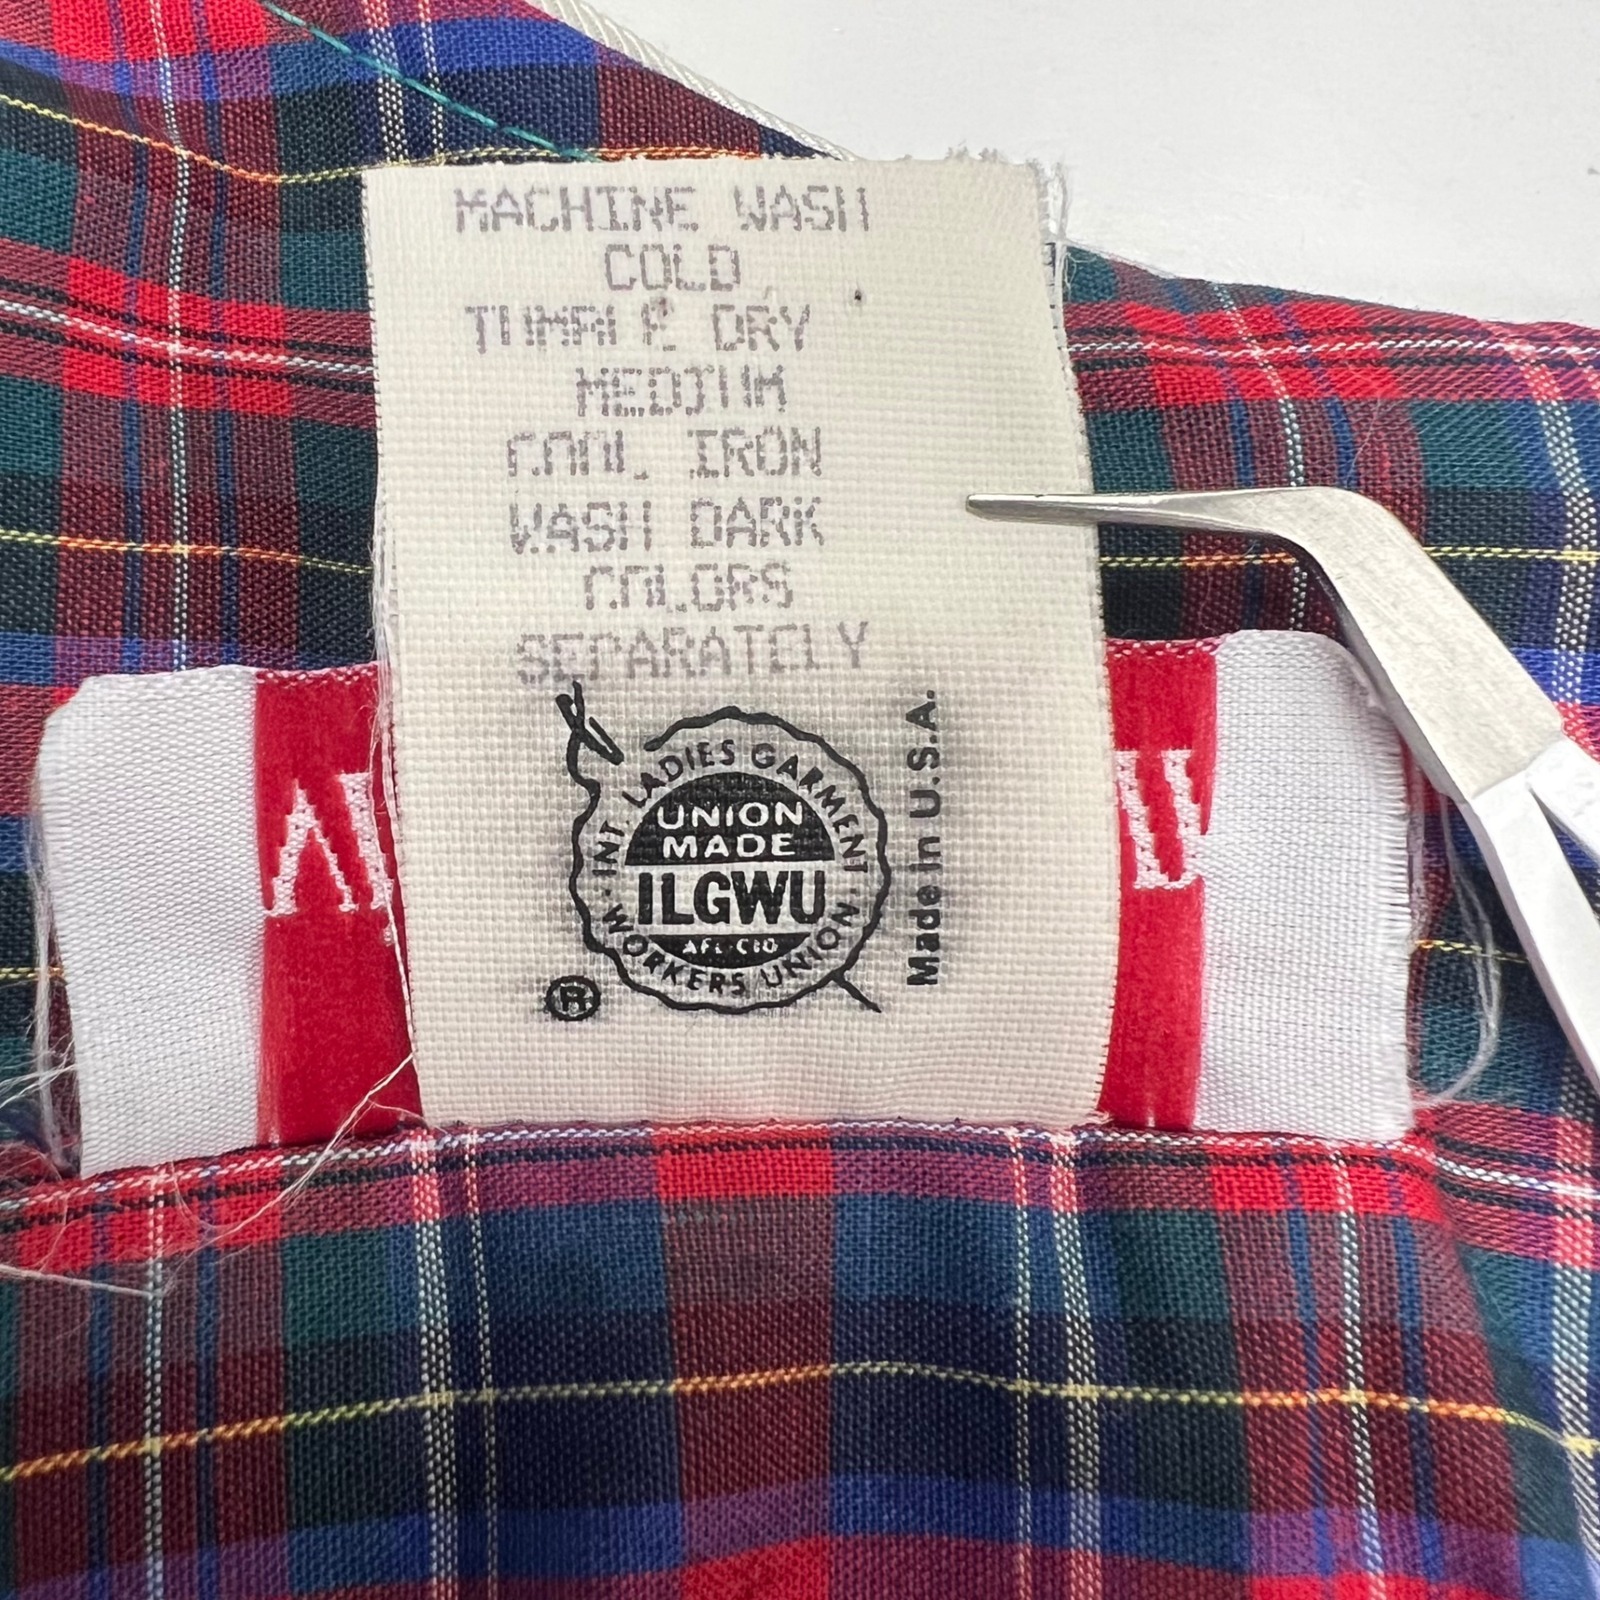 MACHINE WASH
COLD
TUMBLE DRY
MEDIUM
COOL IRON
WASH DARK
COLORS
SEPARATELY
INT. LADIES GARMENT
UNION
MADE
ILGWU
AFL-CIO
WORKERS UNION
®
Made in U.S.A.